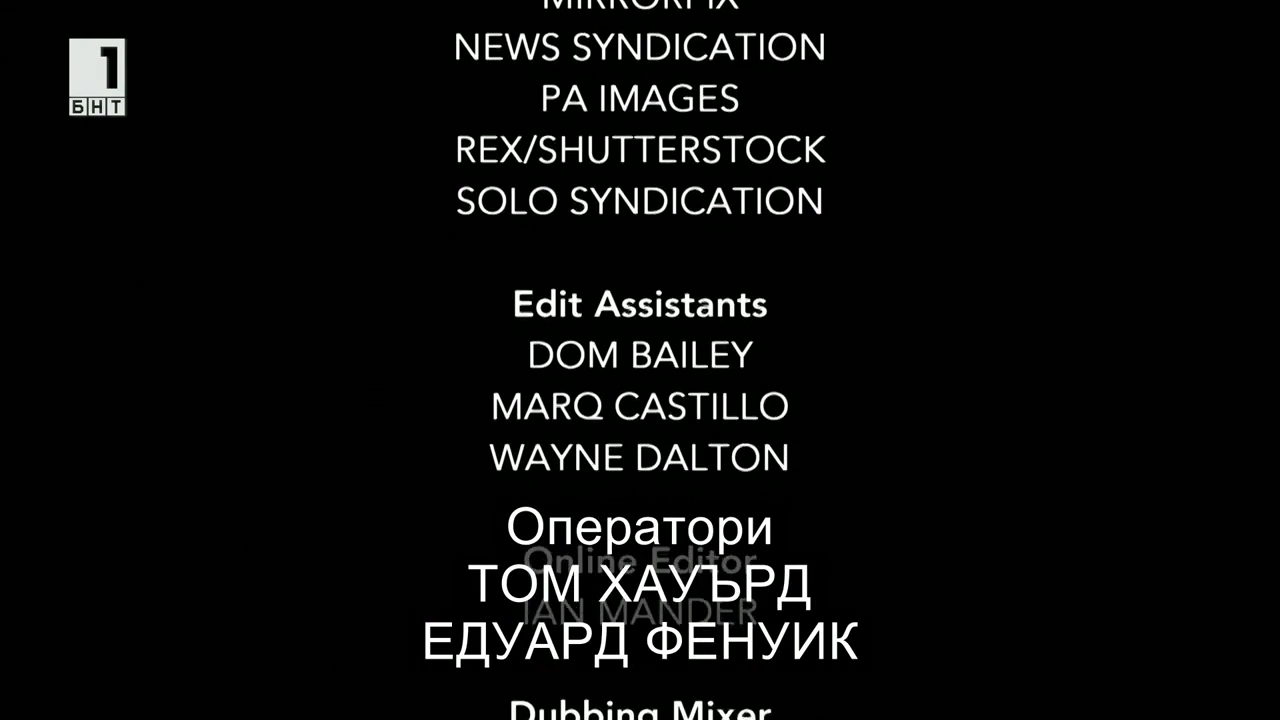 MIRRORPIX
NEWS SYNDICATION
1
БНТ
PA IMAGES
REX/SHUTTERSTOCK
SOLO SYNDICATION
Edit Assistants
DOM BAILEY
MARQ CASTILLO
WAYNE DALTON
Оператори
Online Editor
ТОМ ХАУЪРД
IAN MANDER
ЕДУАРД ФЕНУИК
Dubbing Mixer